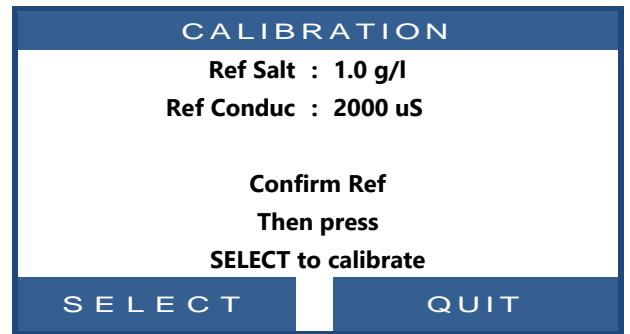 CALIBRATION
Ref Salt : 1.0 g/l
Ref Conduc : 2000 uS
Confirm Ref
Then press
SELECT to calibrate
SELECT QUIT